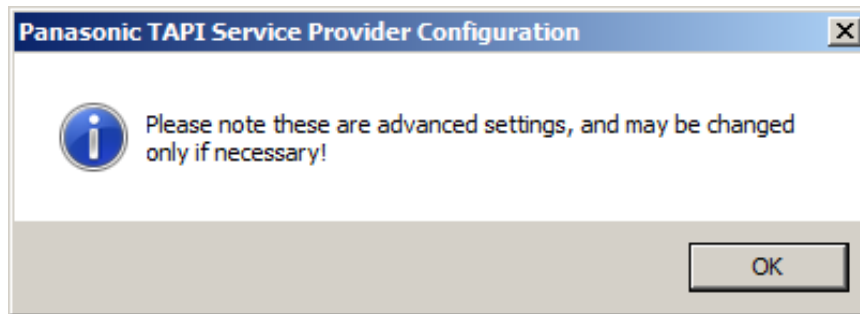 Panasonic TAPI Service Provider Configuration
Please note these are advanced settings, and may be changed
only if necessary!
OK